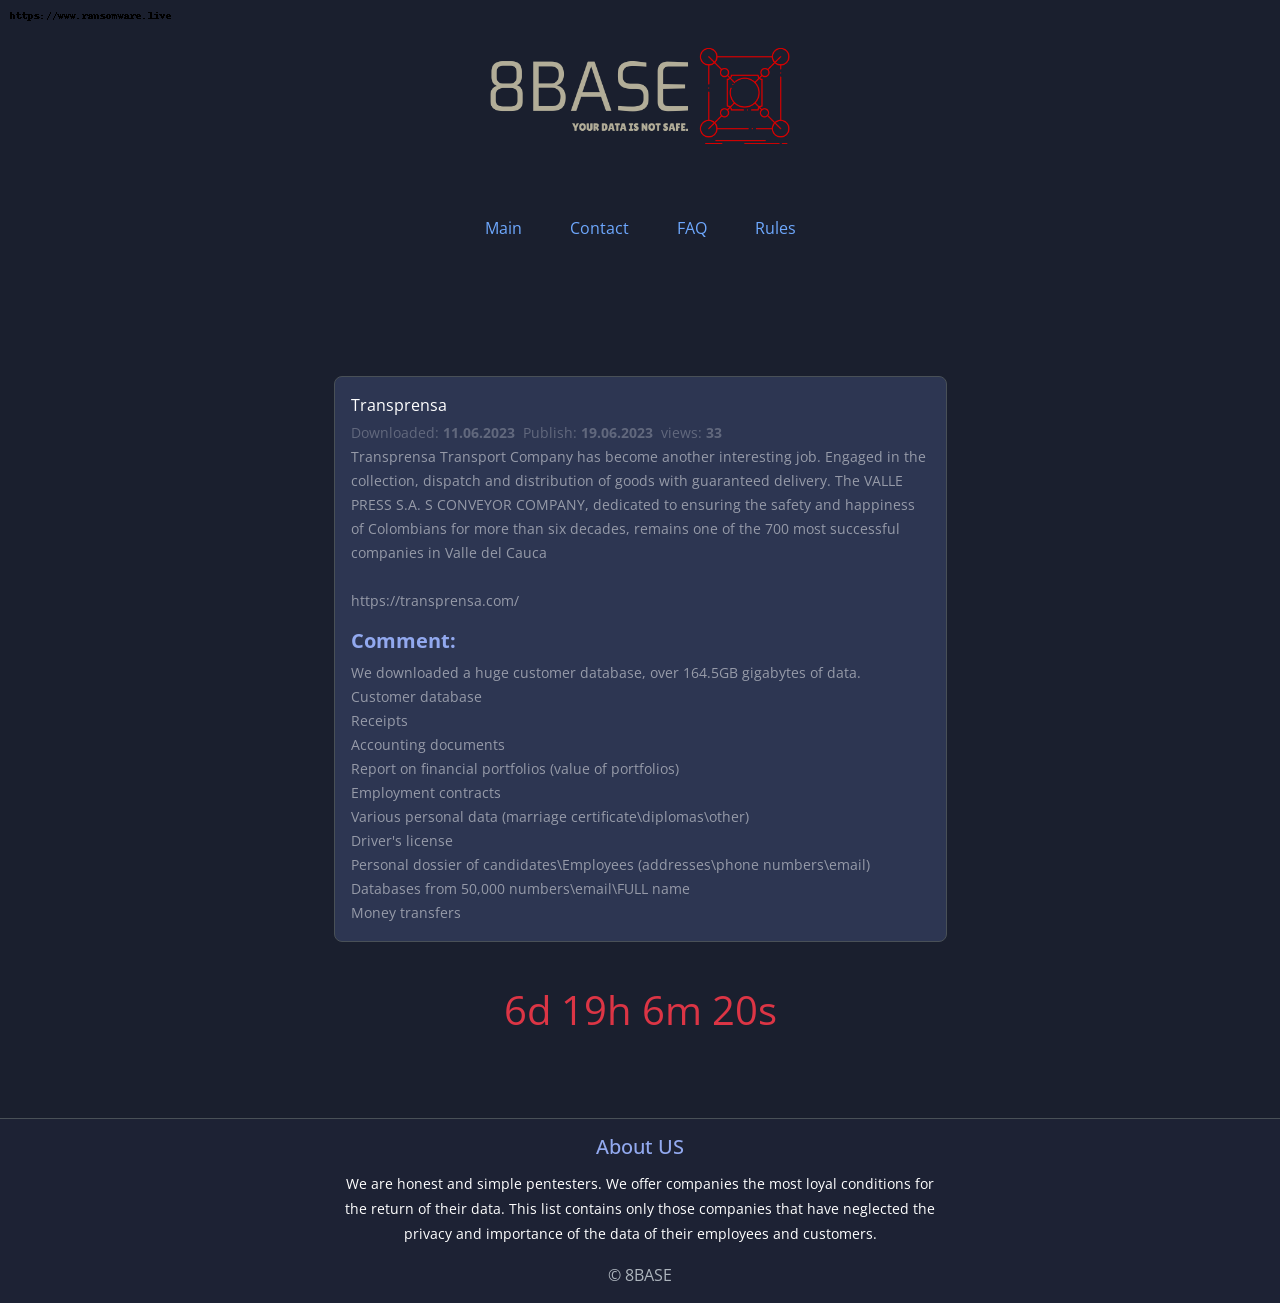 https://www.ransomware.live
8BASE
YOUR DATA IS NOT SAFE.
Main Contact FAQ Rules
Transprensa
Downloaded: 11.06.2023 Publish: 19.06.2023 views: 33
Transprensa Transport Company has become another interesting job. Engaged in the
collection, dispatch and distribution of goods with guaranteed delivery. The VALLE
PRESS S.A. S CONVEYOR COMPANY, dedicated to ensuring the safety and happiness
of Colombians for more than six decades, remains one of the 700 most successful
companies in Valle del Cauca
https://transprensa.com/
Comment:
We downloaded a huge customer database, over 164.5GB gigabytes of data.
Customer database
Receipts
Accounting documents
Report on financial portfolios (value of portfolios)
Employment contracts
Various personal data (marriage certificate\diplomas\other)
Driver's license
Personal dossier of candidates\Employees (addresses\phone numbers\email)
Databases from 50,000 numbers\email\FULL name
Money transfers
6d 19h 6m 20s
About US
We are honest and simple pentesters. We offer companies the most loyal conditions for
the return of their data. This list contains only those companies that have neglected the
privacy and importance of the data of their employees and customers.
© 8BASE